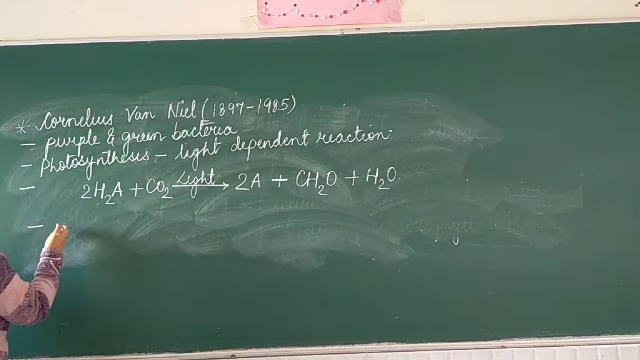 * Cornelius Van Niel (1897-1985)
- purple & green bacteria
- Photosynthesis - light dependent reaction.
- 2H₂A + CO₂ —Light→ 2A + CH₂O + H₂O.
-